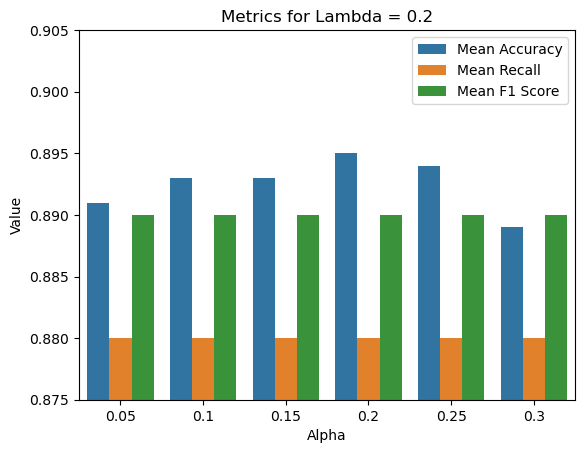 Metrics for Lambda = 0.2
Mean Accuracy
Mean Recall
Mean F1 Score
Value
0.905
0.900
0.895
0.890
0.885
0.880
0.875
0.05
0.1
0.15
0.2
0.25
0.3
Alpha